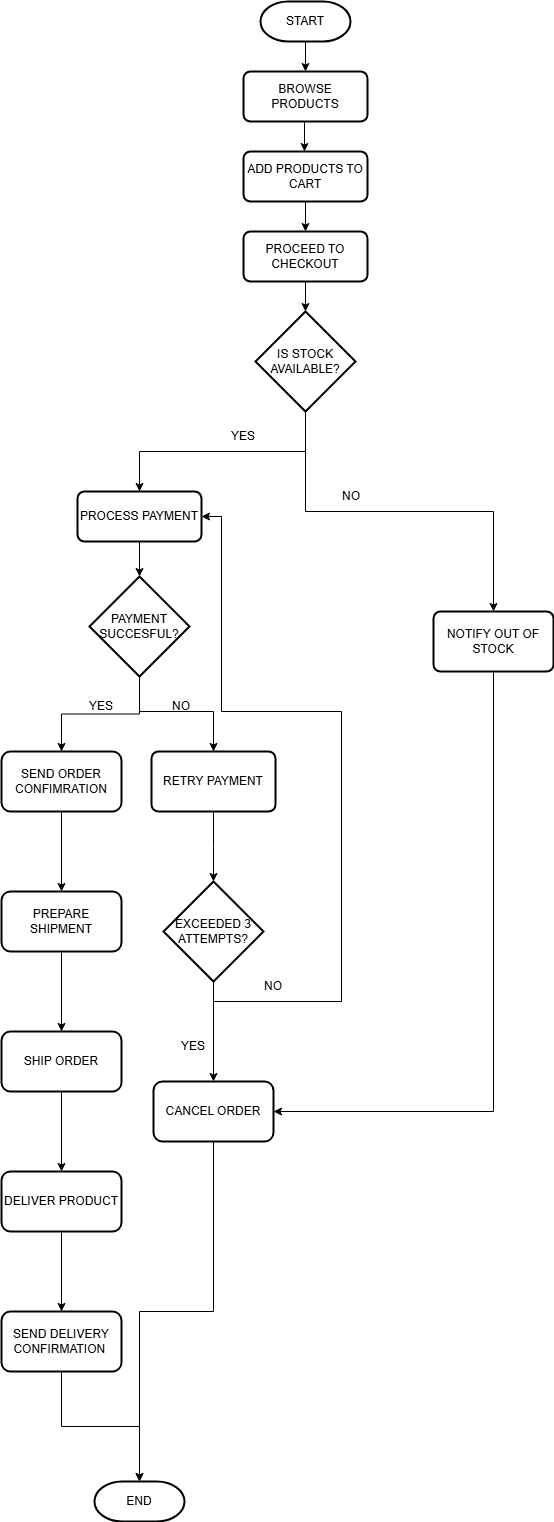 START
BROWSE
PRODUCTS
ADD PRODUCTS TO
CART
PROCEED TO
CHECKOUT
IS STOCK
AVAILABLE?
YES
NO
PROCESS PAYMENT
PAYMENT
SUCCESFUL?
NOTIFY OUT OF
STOCK
YES
NO
SEND ORDER
CONFIMRATION
RETRY PAYMENT
PREPARE
SHIPMENT
EXCEEDED 3
ATTEMPTS?
NO
YES
SHIP ORDER
CANCEL ORDER
DELIVER PRODUCT
SEND DELIVERY
CONFIRMATION
END